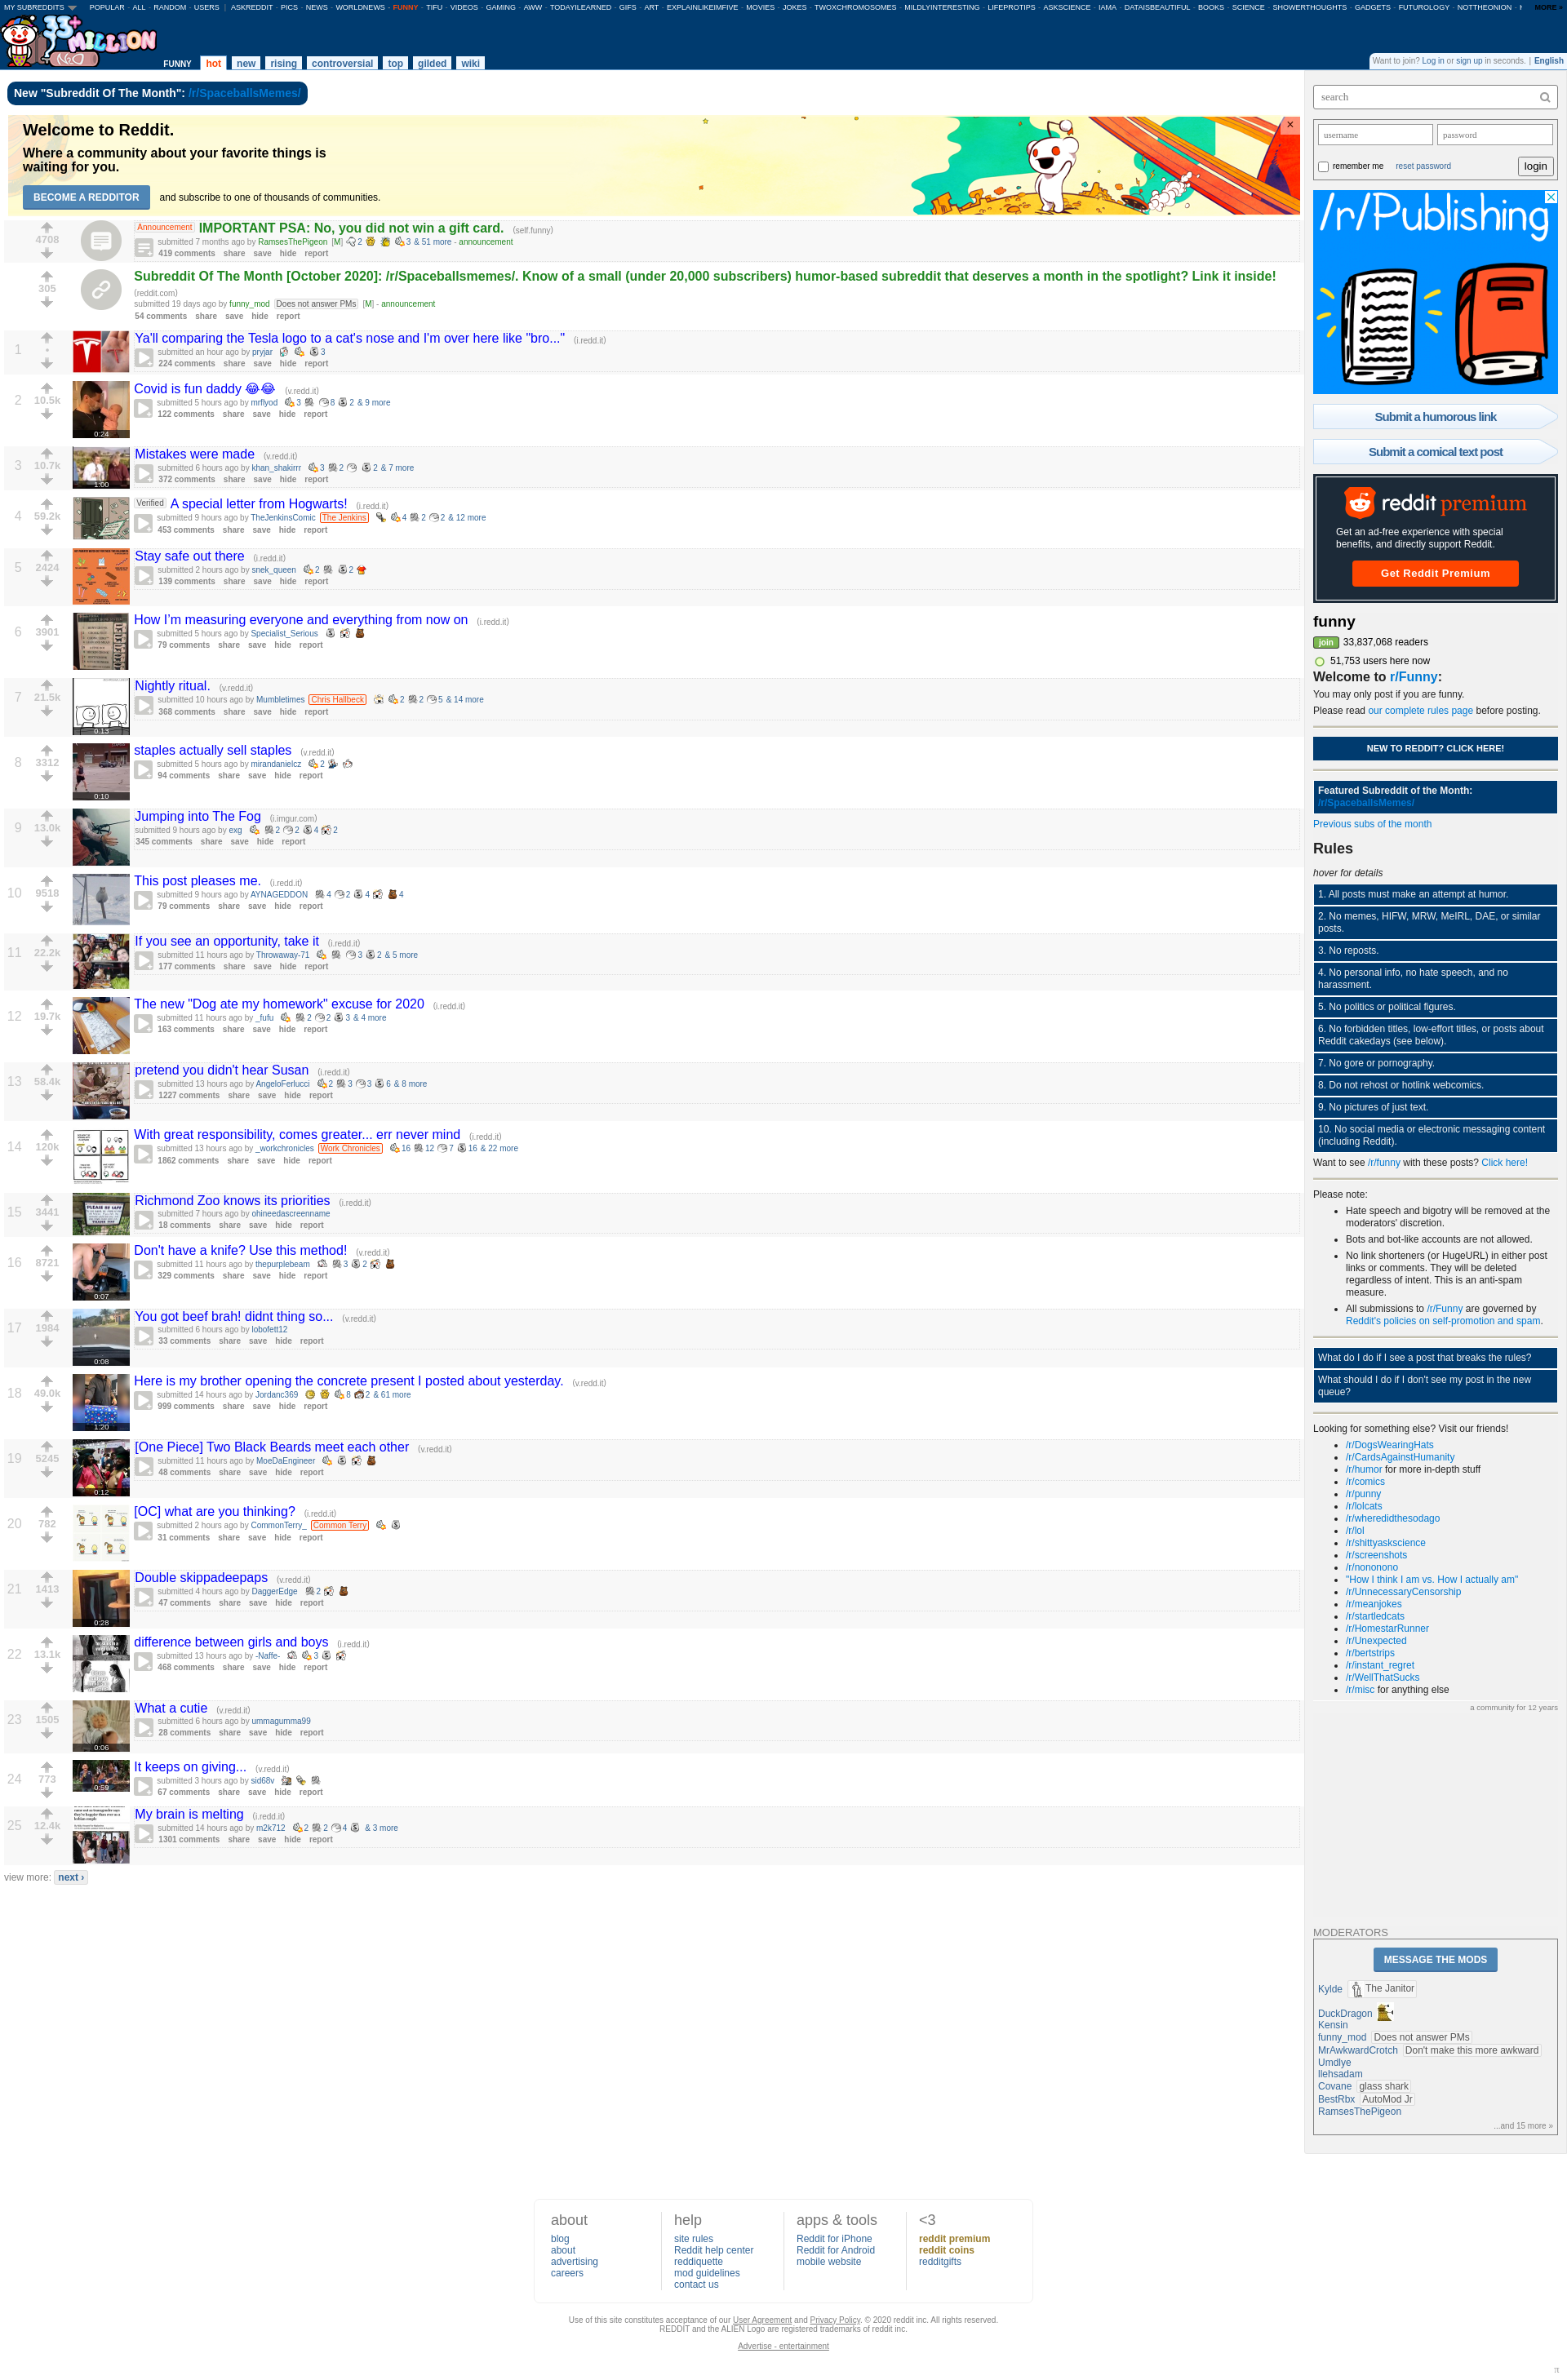 MY SUBREDDITS POPULAR - ALL - RANDOM - USERS | ASKREDDIT - PICS - NEWS - WORLDNEWS - FUNNY - TIFU - VIDEOS - GAMING - AWW - TODAYILEARNED - GIFS - ART - EXPLAINLIKEIMFIVE - MOVIES - JOKES - TWOXCHROMOSOMES - MILDLYINTERESTING - LIFEPROTIPS - ASKSCIENCE - IAMA - DATAISBEAUTIFUL - BOOKS - SCIENCE - SHOWERTHOUGHTS - GADGETS - FUTUROLOGY - NOTTHEONION - MORE »
33+ MILLION
FUNNY hot new rising controversial top gilded wiki
Want to join? Log in or sign up in seconds. | English
New "Subreddit Of The Month": /r/SpaceballsMemes/
Welcome to Reddit.
Where a community about your favorite things is
waiting for you.
BECOME A REDDITOR and subscribe to one of thousands of communities.
×
4708
Announcement IMPORTANT PSA: No, you did not win a gift card. (self.funny)
submitted 7 months ago by RamsesThePigeon [M] 2 3 & 51 more - announcement
419 comments share save hide report
305
Subreddit Of The Month [October 2020]: /r/Spaceballsmemes/. Know of a small (under 20,000 subscribers) humor-based subreddit that deserves a month in the spotlight? Link it inside!
(reddit.com)
submitted 19 days ago by funny_mod Does not answer PMs [M] - announcement
54 comments share save hide report
1 •
Ya'll comparing the Tesla logo to a cat's nose and I'm over here like "bro..." (i.redd.it)
submitted an hour ago by pryjar 3
224 comments share save hide report
2 10.5k 0:24
Covid is fun daddy 😂😂 (v.redd.it)
submitted 5 hours ago by mrflyod 3 8 2 & 9 more
122 comments share save hide report
3 10.7k 1:00
Mistakes were made (v.redd.it)
submitted 6 hours ago by khan_shakirrr 3 2 2 & 7 more
372 comments share save hide report
4 59.2k
Verified A special letter from Hogwarts! (i.redd.it)
submitted 9 hours ago by TheJenkinsComic The Jenkins 4 2 2 & 12 more
453 comments share save hide report
5 2424
Stay safe out there (i.redd.it)
submitted 2 hours ago by snek_queen 2 2
139 comments share save hide report
6 3901
How I'm measuring everyone and everything from now on (i.redd.it)
submitted 5 hours ago by Specialist_Serious
79 comments share save hide report
7 21.5k 0:13
Nightly ritual. (v.redd.it)
submitted 10 hours ago by Mumbletimes Chris Hallbeck 2 2 5 & 14 more
368 comments share save hide report
8 3312 0:10
staples actually sell staples (v.redd.it)
submitted 5 hours ago by mirandanielcz 2
94 comments share save hide report
9 13.0k
Jumping into The Fog (i.imgur.com)
submitted 9 hours ago by exg 2 2 4 2
345 comments share save hide report
10 9518
This post pleases me. (i.redd.it)
submitted 9 hours ago by AYNAGEDDON 4 2 4 4
79 comments share save hide report
11 22.2k
If you see an opportunity, take it (i.redd.it)
submitted 11 hours ago by Throwaway-71 3 2 & 5 more
177 comments share save hide report
12 19.7k
The new "Dog ate my homework" excuse for 2020 (i.redd.it)
submitted 11 hours ago by _fufu 2 2 3 & 4 more
163 comments share save hide report
13 58.4k
pretend you didn't hear Susan (i.redd.it)
submitted 13 hours ago by AngeloFerlucci 2 3 3 6 & 8 more
1227 comments share save hide report
14 120k
With great responsibility, comes greater... err never mind (i.redd.it)
submitted 13 hours ago by _workchronicles Work Chronicles 16 12 7 16 & 22 more
1862 comments share save hide report
15 3441
PLEASE BE SAFE
Richmond Zoo knows its priorities (i.redd.it)
submitted 7 hours ago by ohineedascreenname
18 comments share save hide report
16 8721 0:07
Don't have a knife? Use this method! (v.redd.it)
submitted 11 hours ago by thepurplebeam 3 2
329 comments share save hide report
17 1984 0:08
You got beef brah! didnt thing so... (v.redd.it)
submitted 6 hours ago by lobofett12
33 comments share save hide report
18 49.0k 1:20
Here is my brother opening the concrete present I posted about yesterday. (v.redd.it)
submitted 14 hours ago by Jordanc369 8 2 & 61 more
999 comments share save hide report
19 5245 0:12
[One Piece] Two Black Beards meet each other (v.redd.it)
submitted 11 hours ago by MoeDaEngineer
48 comments share save hide report
20 782
[OC] what are you thinking? (i.redd.it)
submitted 2 hours ago by CommonTerry_ Common Terry
31 comments share save hide report
21 1413 0:28
Double skippadeepaps (v.redd.it)
submitted 4 hours ago by DaggerEdge 2
47 comments share save hide report
22 13.1k
difference between girls and boys (i.redd.it)
submitted 13 hours ago by -Naffe- 3
468 comments share save hide report
23 1505 0:06
What a cutie (v.redd.it)
submitted 6 hours ago by ummagumma99
28 comments share save hide report
24 773 0:59
It keeps on giving... (v.redd.it)
submitted 3 hours ago by sid68v
67 comments share save hide report
25 12.4k
My brain is melting (i.redd.it)
submitted 14 hours ago by m2k712 2 2 4 & 3 more
1301 comments share save hide report
view more: next ›
search
username password
remember me reset password login
/r/Publishing
Submit a humorous link
Submit a comical text post
reddit premium
Get an ad-free experience with special
benefits, and directly support Reddit.
Get Reddit Premium
funny
join 33,837,068 readers
51,753 users here now
Welcome to r/Funny:
You may only post if you are funny.
Please read our complete rules page before posting.
NEW TO REDDIT? CLICK HERE!
Featured Subreddit of the Month:
/r/SpaceballsMemes/
Previous subs of the month
Rules
hover for details
1. All posts must make an attempt at humor.
2. No memes, HIFW, MRW, MeIRL, DAE, or similar
posts.
3. No reposts.
4. No personal info, no hate speech, and no
harassment.
5. No politics or political figures.
6. No forbidden titles, low-effort titles, or posts about
Reddit cakedays (see below).
7. No gore or pornography.
8. Do not rehost or hotlink webcomics.
9. No pictures of just text.
10. No social media or electronic messaging content
(including Reddit).
Want to see /r/funny with these posts? Click here!
Please note:
• Hate speech and bigotry will be removed at the
moderators' discretion.
• Bots and bot-like accounts are not allowed.
• No link shorteners (or HugeURL) in either post
links or comments. They will be deleted
regardless of intent. This is an anti-spam
measure.
• All submissions to /r/Funny are governed by
Reddit's policies on self-promotion and spam.
What do I do if I see a post that breaks the rules?
What should I do if I don't see my post in the new
queue?
Looking for something else? Visit our friends!
• /r/DogsWearingHats
• /r/CardsAgainstHumanity
• /r/humor for more in-depth stuff
• /r/comics
• /r/punny
• /r/lolcats
• /r/wheredidthesodago
• /r/lol
• /r/shittyaskscience
• /r/screenshots
• /r/nononono
• "How I think I am vs. How I actually am"
• /r/UnnecessaryCensorship
• /r/meanjokes
• /r/startledcats
• /r/HomestarRunner
• /r/Unexpected
• /r/bertstrips
• /r/instant_regret
• /r/WellThatSucks
• /r/misc for anything else
a community for 12 years
MODERATORS
MESSAGE THE MODS
Kylde The Janitor
DuckDragon
Kensin
funny_mod Does not answer PMs
MrAwkwardCrotch Don't make this more awkward
Umdlye
llehsadam
Covane glass shark
BestRbx AutoMod Jr
RamsesThePigeon
...and 15 more »
about
blog
about
advertising
careers
help
site rules
Reddit help center
reddiquette
mod guidelines
contact us
apps & tools
Reddit for iPhone
Reddit for Android
mobile website
<3
reddit premium
reddit coins
redditgifts
Use of this site constitutes acceptance of our User Agreement and Privacy Policy. © 2020 reddit inc. All rights reserved.
REDDIT and the ALIEN Logo are registered trademarks of reddit inc.
Advertise - entertainment
π